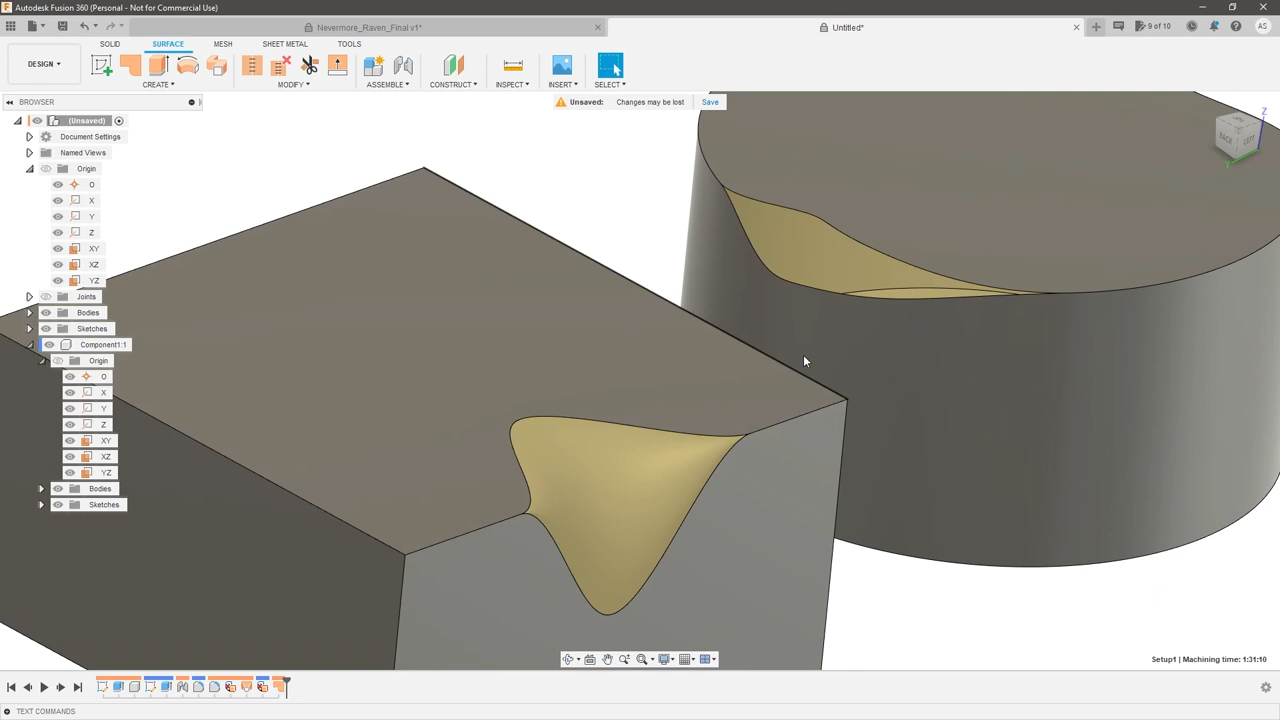 Autodesk Fusion 360 (Personal - Not for Commercial Use)
Nevermore_Raven_Final v1*
Untitled*
9 of 10
AS
DESIGN
SOLID
SURFACE
MESH
SHEET METAL
TOOLS
CREATE
MODIFY
ASSEMBLE
CONSTRUCT
INSPECT
INSERT
SELECT
BROWSER
Unsaved: Changes may be lost Save
(Unsaved)
Document Settings
Named Views
Origin
O
X
Y
Z
XY
XZ
YZ
Joints
Bodies
Sketches
Component1:1
Origin
O
X
Y
Z
XY
XZ
YZ
Bodies
Sketches
Z
BACK
LEFT
Setup1 | Machining time: 1:31:10
TEXT COMMANDS